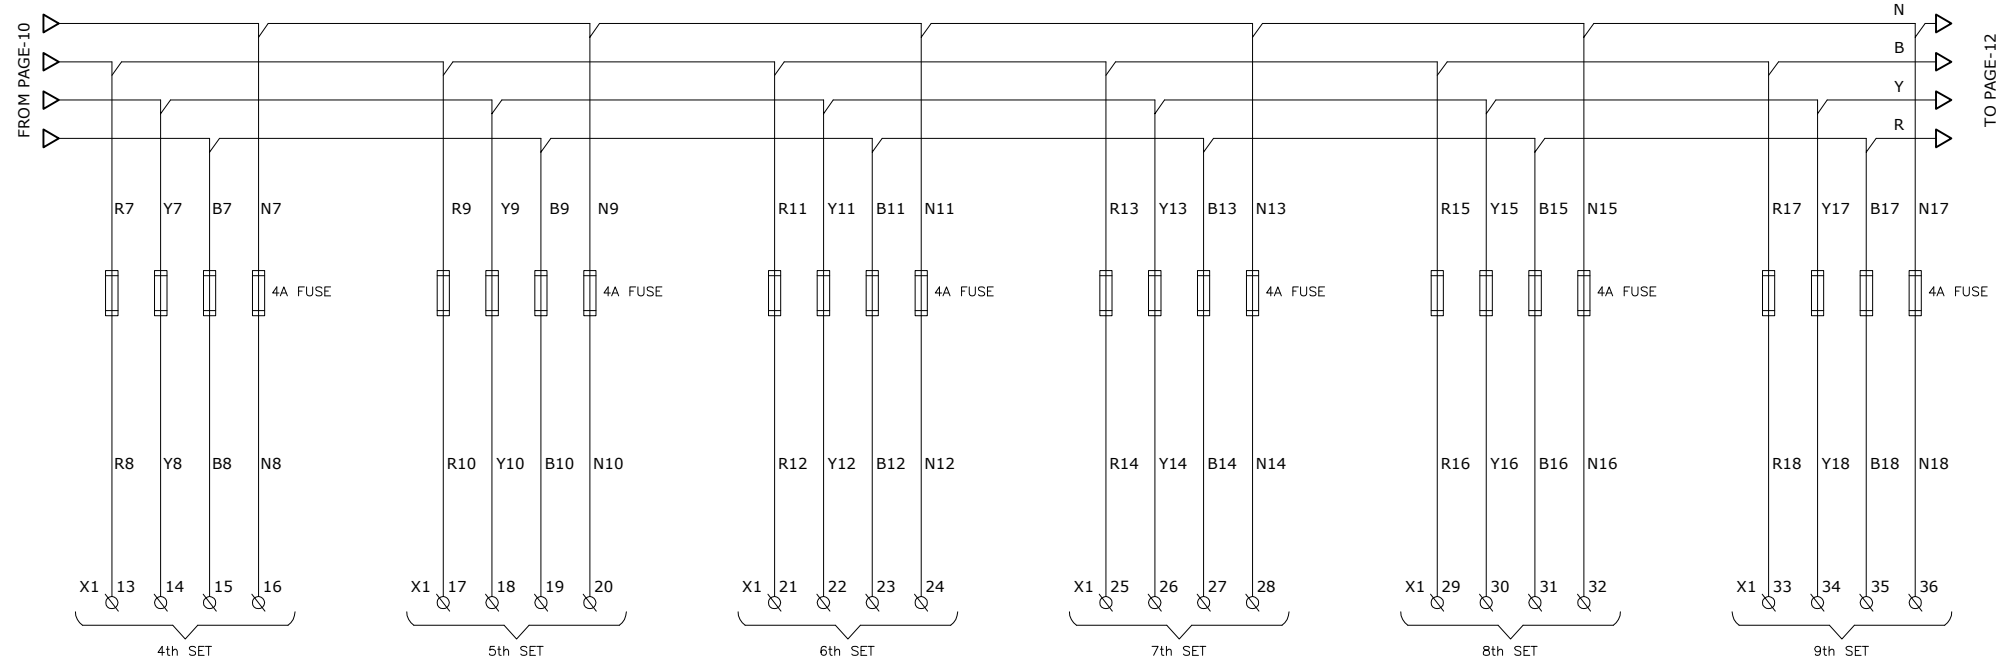 FROM PAGE-10
N
B
Y
R
TO PAGE-12
R7 Y7 B7 N7 R9 Y9 B9 N9 R11 Y11 B11 N11 R13 Y13 B13 N13 R15 Y15 B15 N15 R17 Y17 B17 N17
4A FUSE 4A FUSE 4A FUSE 4A FUSE 4A FUSE 4A FUSE
R8 Y8 B8 N8 R10 Y10 B10 N10 R12 Y12 B12 N12 R14 Y14 B14 N14 R16 Y16 B16 N16 R18 Y18 B18 N18
X1 13 14 15 16 X1 17 18 19 20 X1 21 22 23 24 X1 25 26 27 28 X1 29 30 31 32 X1 33 34 35 36
4th SET 5th SET 6th SET 7th SET 8th SET 9th SET